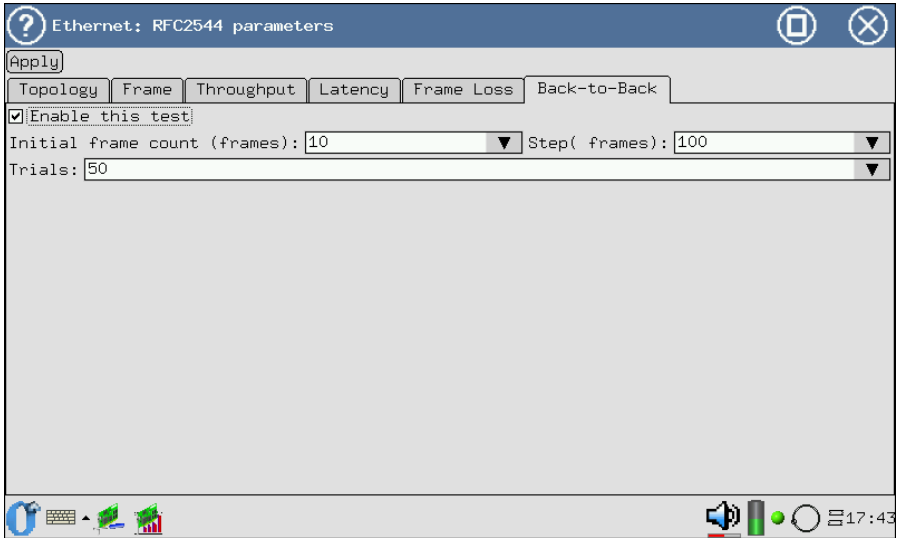 Ethernet: RFC2544 parameters
Apply
Topology Frame Throughput Latency Frame Loss Back-to-Back
Enable this test
Initial frame count (frames): 10 Step( frames): 100
Trials: 50
17:43